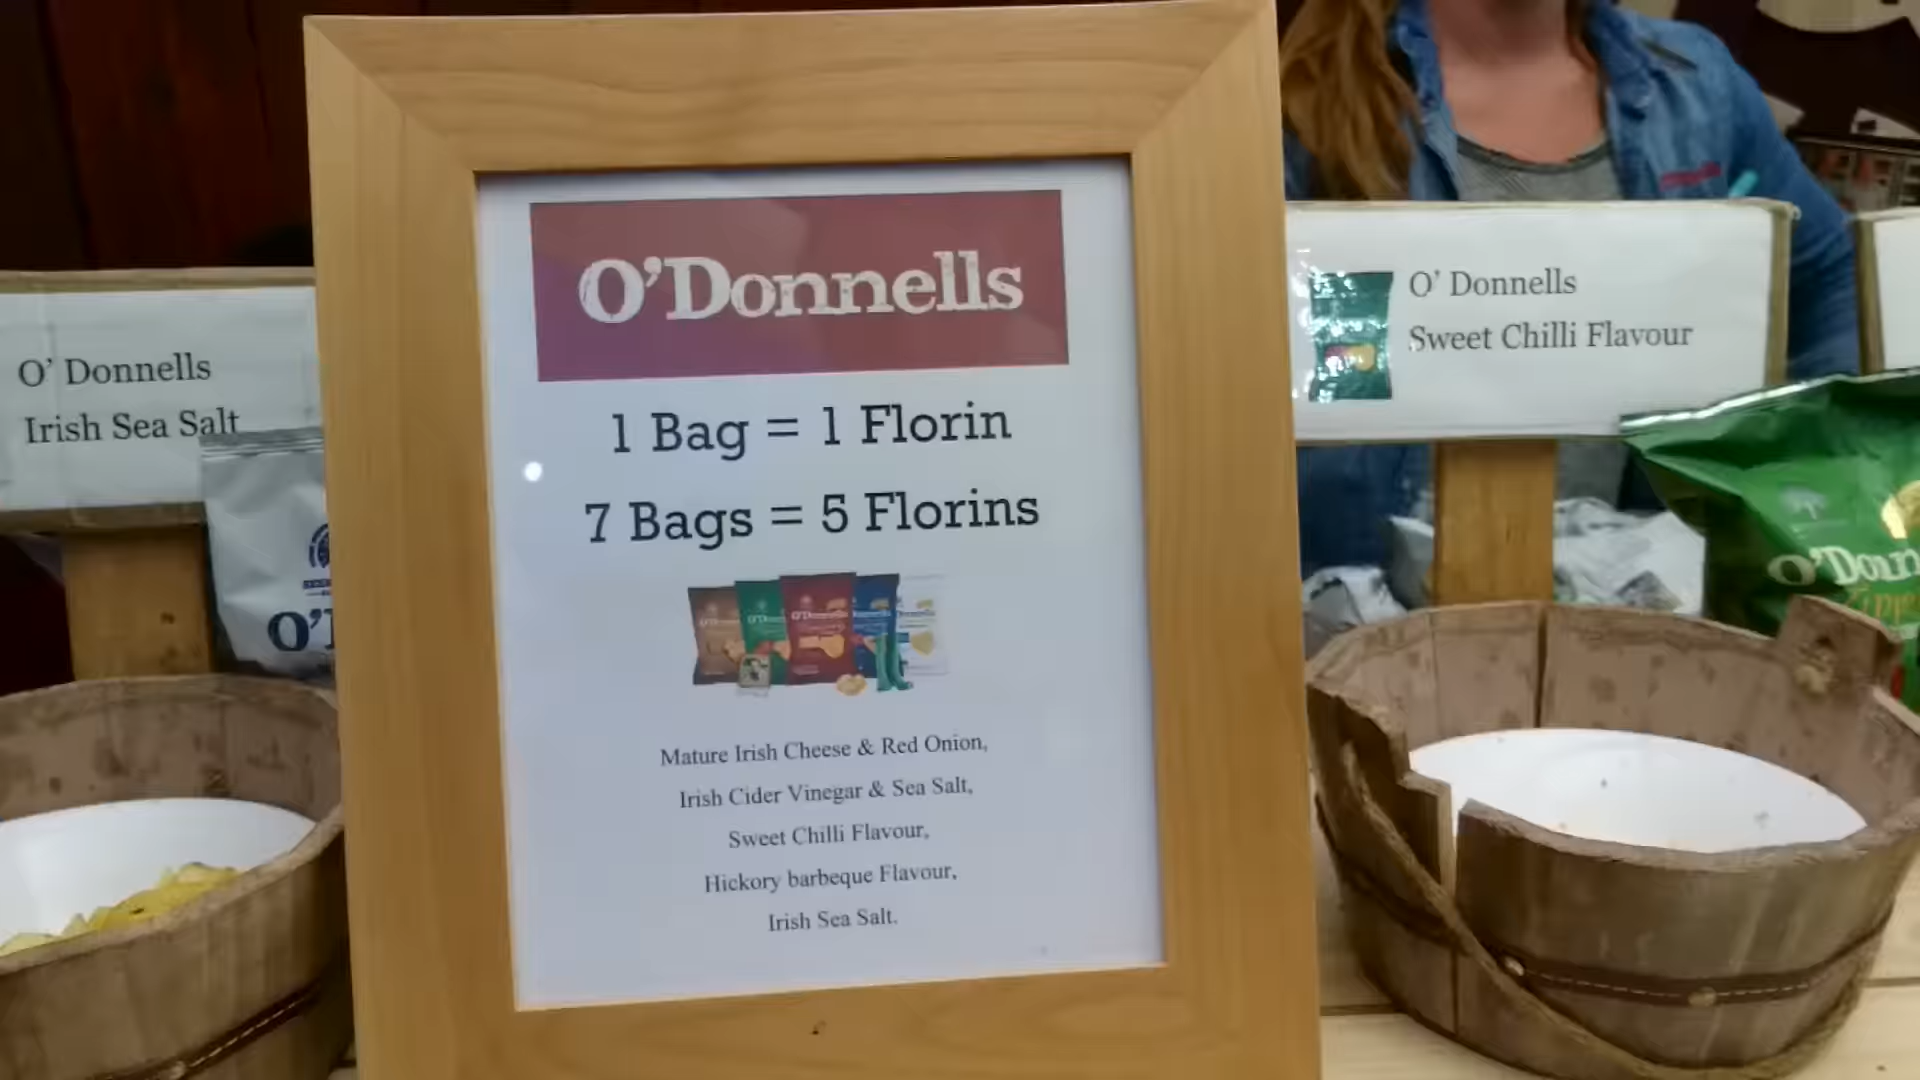 O'Donnells
1 Bag = 1 Florin
7 Bags = 5 Florins
Mature Irish Cheese & Red Onion,
Irish Cider Vinegar & Sea Salt,
Sweet Chilli Flavour,
Hickory barbeque Flavour,
Irish Sea Salt.
O' Donnells
Irish Sea Salt
O' Donnells
Sweet Chilli Flavour